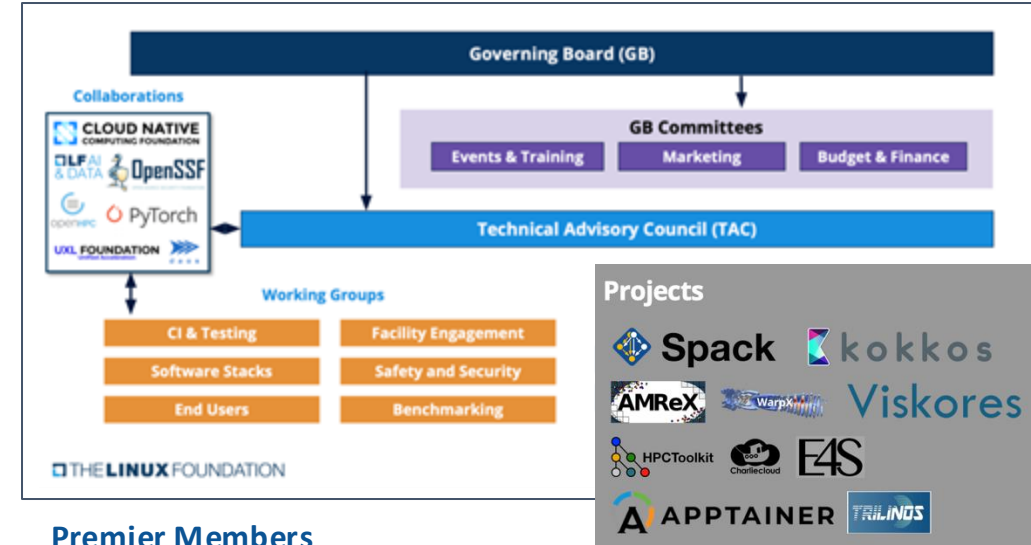 Governing Board (GB)
Collaborations
CLOUD NATIVE
COMPUTING FOUNDATION
LF AI
& DATA
OpenSSF
OPENHPC
PyTorch
UXL FOUNDATION
Unified Acceleration
GB Committees
Events & Training
Marketing
Budget & Finance
Technical Advisory Council (TAC)
Working Groups
CI & Testing
Facility Engagement
Software Stacks
Safety and Security
End Users
Benchmarking
THE LINUX FOUNDATION
Projects
Spack
kokkos
AMReX
WarpX
Viskores
HPCToolkit
Charliecloud
E4S
APPTAINER
TRILINOS
Premier Members